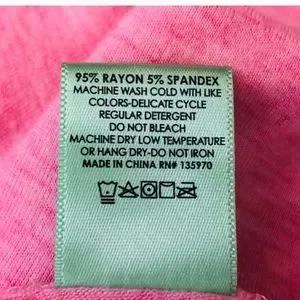 95% RAYON 5% SPANDEX
MACHINE WASH COLD WITH LIKE
COLORS-DELICATE CYCLE
REGULAR DETERGENT
DO NOT BLEACH
MACHINE DRY LOW TEMPERATURE
OR HANG DRY-DO NOT IRON
MADE IN CHINA RN# 135970